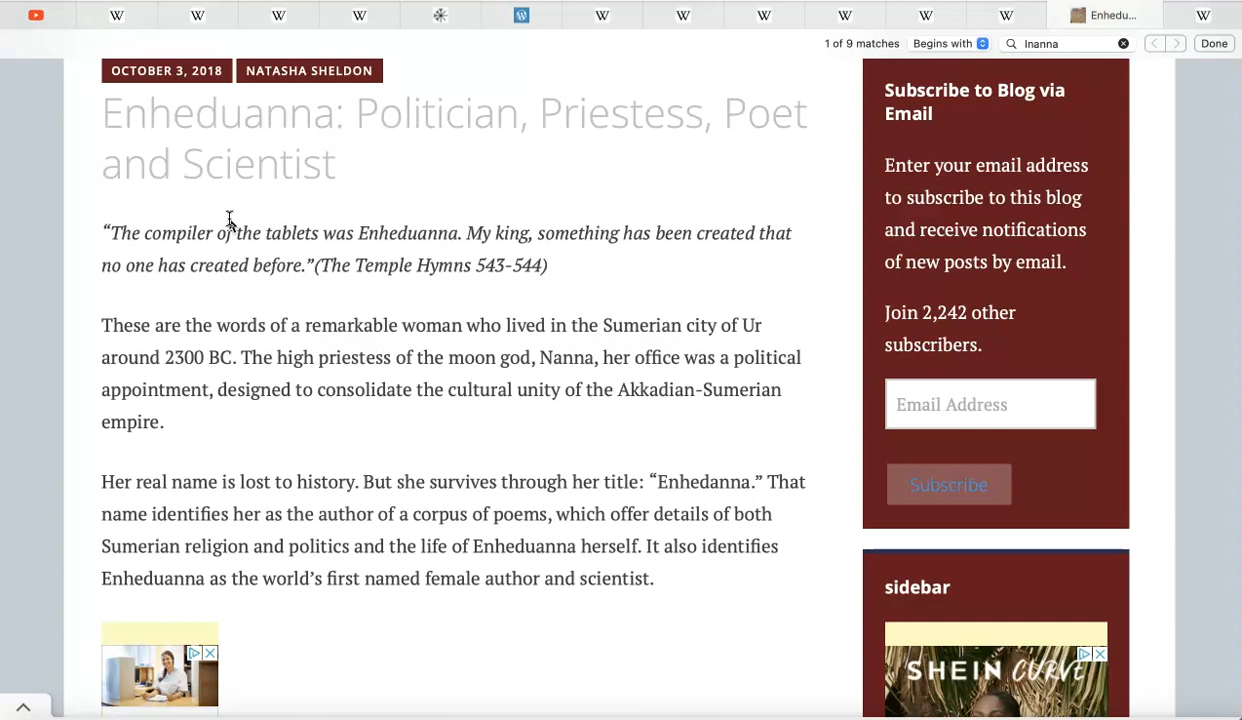 Enhedu...
1 of 9 matches Begins with Inanna Done
OCTOBER 3, 2018 NATASHA SHELDON
Enheduanna: Politician, Priestess, Poet
and Scientist
“The compiler of the tablets was Enheduanna. My king, something has been created that
no one has created before.”(The Temple Hymns 543-544)
These are the words of a remarkable woman who lived in the Sumerian city of Ur
around 2300 BC. The high priestess of the moon god, Nanna, her office was a political
appointment, designed to consolidate the cultural unity of the Akkadian-Sumerian
empire.
Her real name is lost to history. But she survives through her title: “Enhedanna.” That
name identifies her as the author of a corpus of poems, which offer details of both
Sumerian religion and politics and the life of Enheduanna herself. It also identifies
Enheduanna as the world’s first named female author and scientist.
Subscribe to Blog via
Email
Enter your email address
to subscribe to this blog
and receive notifications
of new posts by email.
Join 2,242 other
subscribers.
Email Address
Subscribe
sidebar
SHEIN CURVE